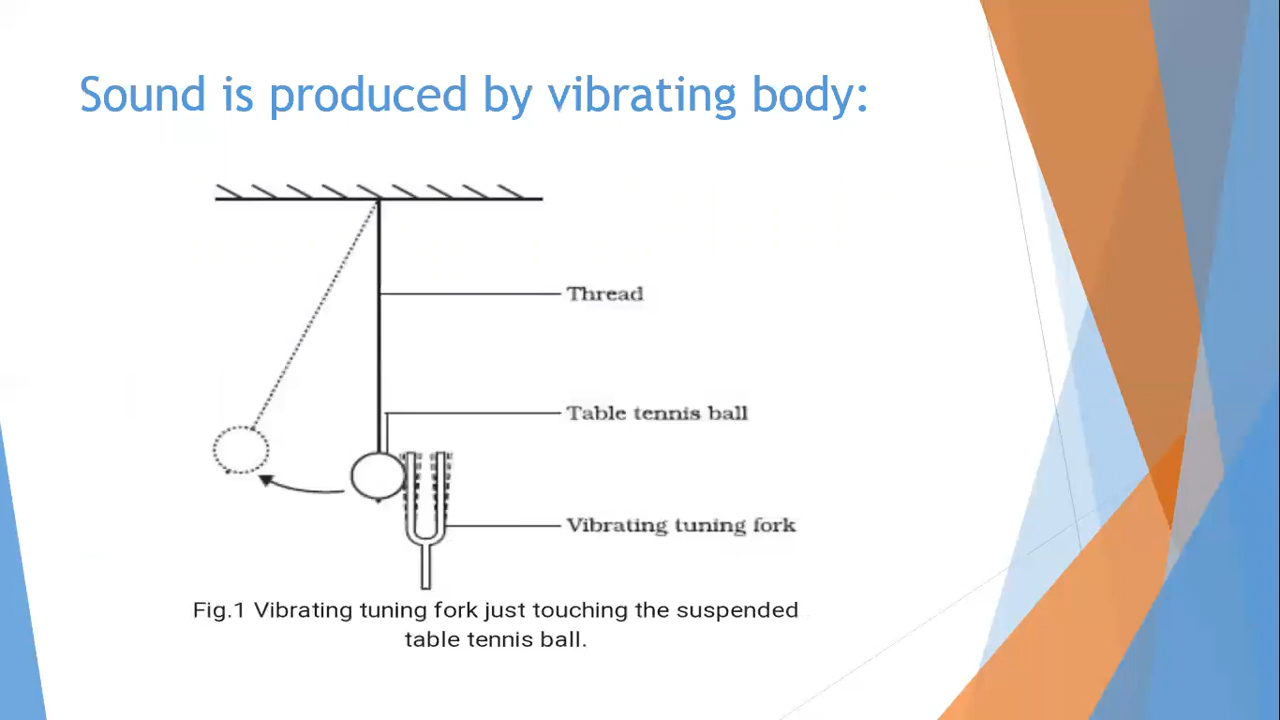 Sound is produced by vibrating body:
Thread
Table tennis ball
Vibrating tuning fork
Fig.1 Vibrating tuning fork just touching the suspended
table tennis ball.